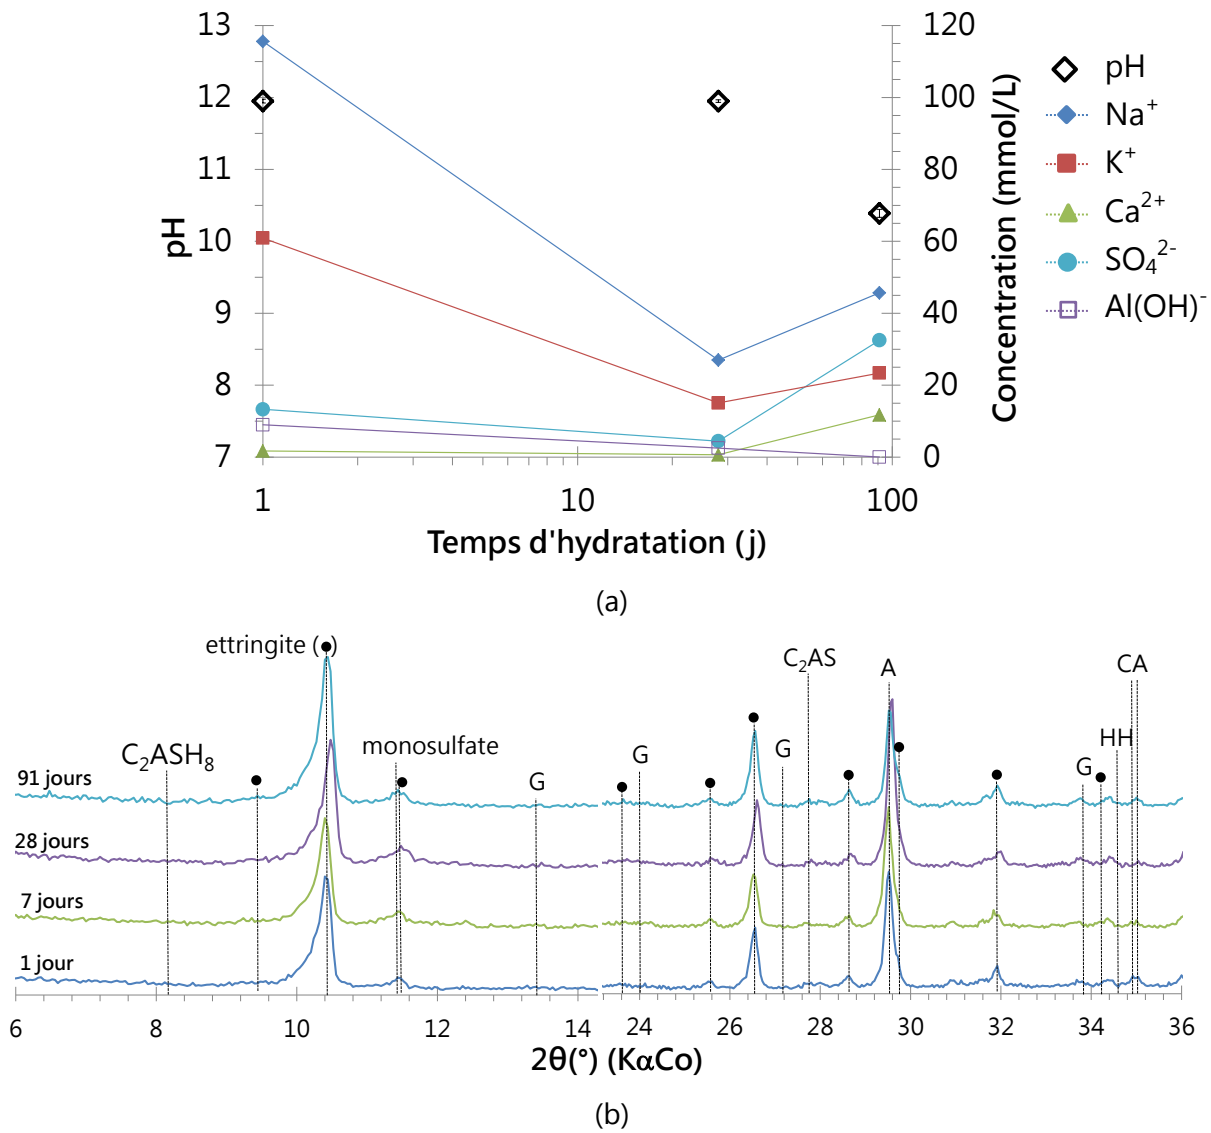 13
12
11
10
9
8
7
pH
120
100
80
60
40
20
0
Concentration (mmol/L)
1
10
100
Temps d'hydratation (j)
pH
Na⁺
K⁺
Ca²⁺
SO₄²⁻
Al(OH)⁻
(a)
ettringite (●)
C₂ASH₈
monosulfate
G
G
G
C₂AS
A
HH
CA
G
91 jours
28 jours
7 jours
1 jour
6 8 10 12 14 24 26 28 30 32 34 36
2θ(°) (KαCo)
(b)